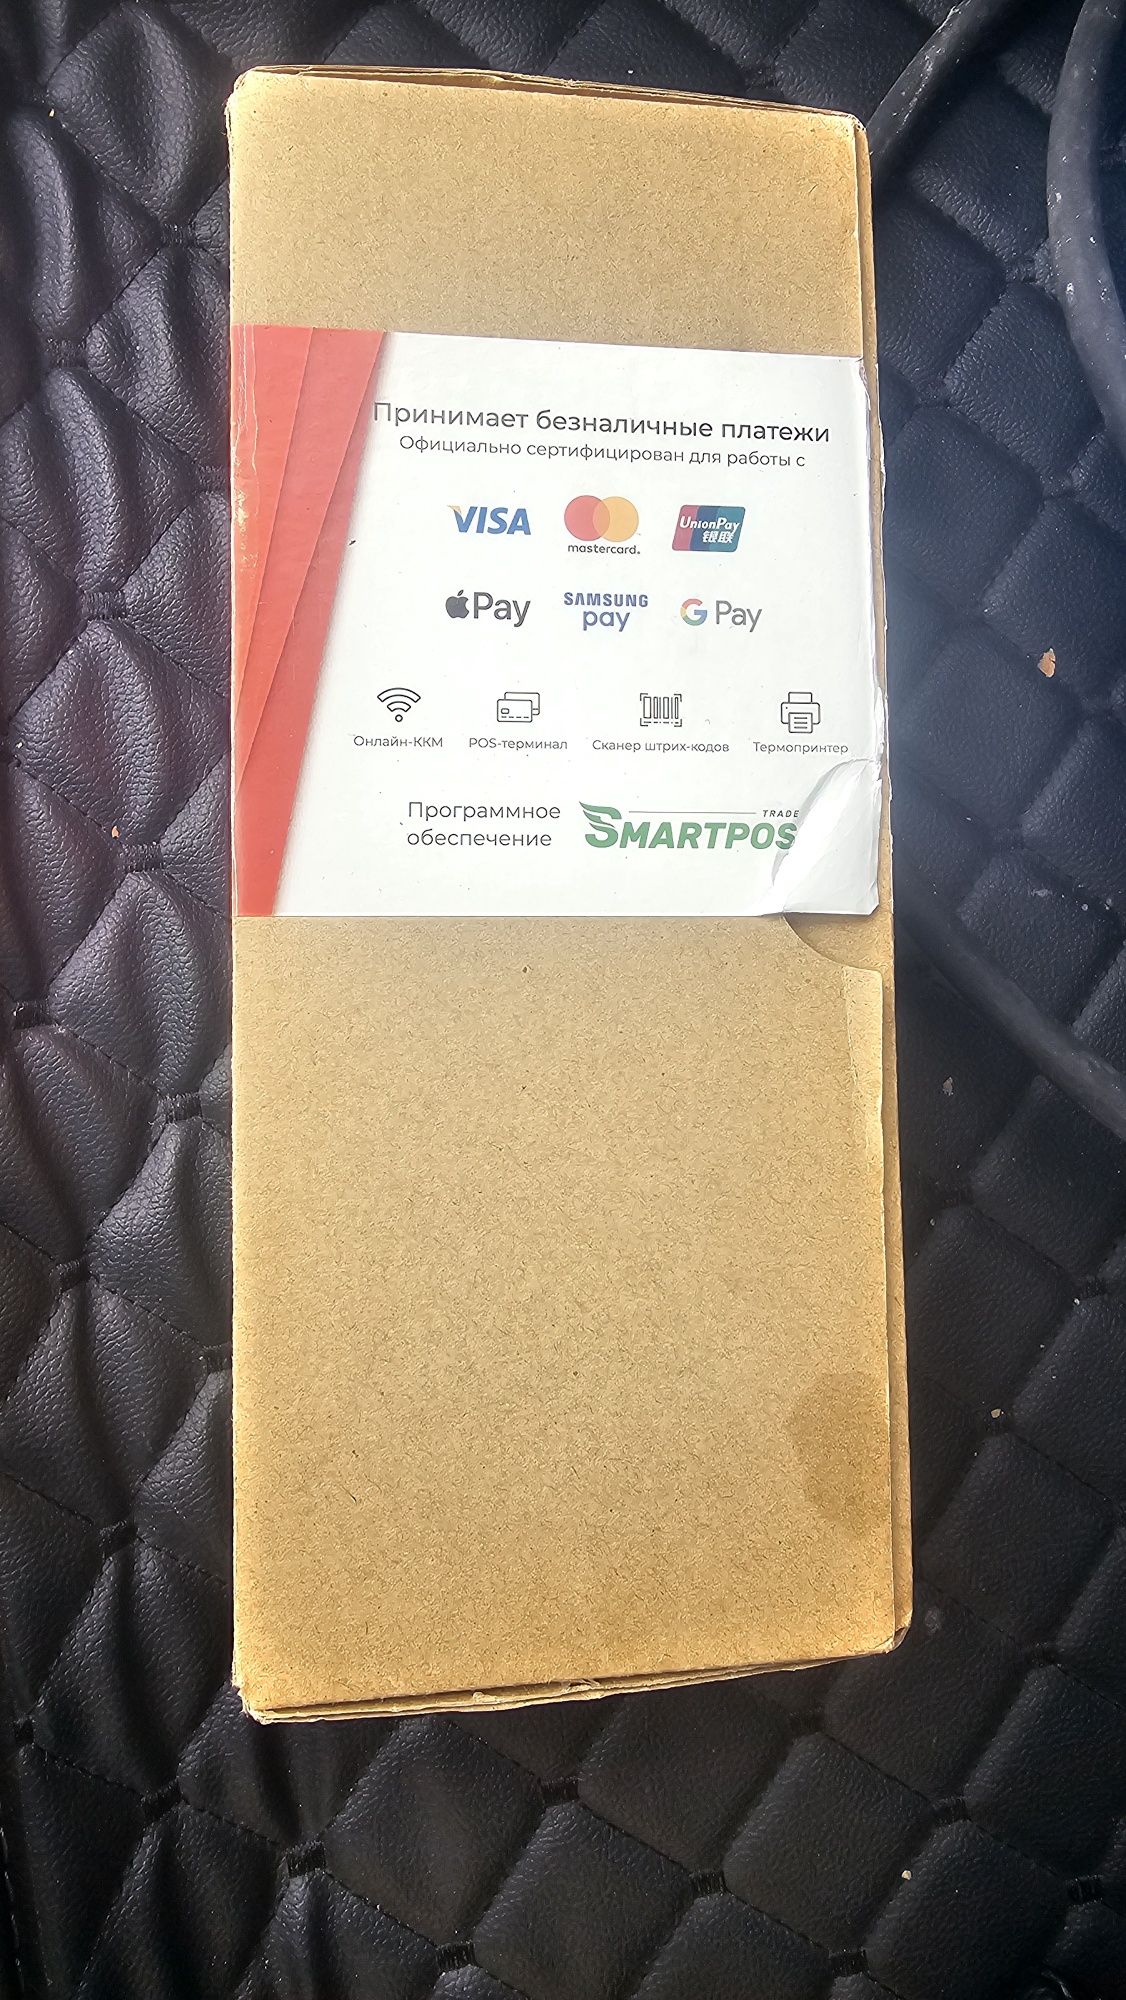 Принимает безналичные платежи
Официально сертифицирован для работы с
VISA
mastercard.
UnionPay
银联
Pay
SAMSUNG
pay
G Pay
Онлайн-ККМ
POS-терминал
Сканер штрих-кодов
Термопринтер
Программное
обеспечение
TRADE
SMARTPOS